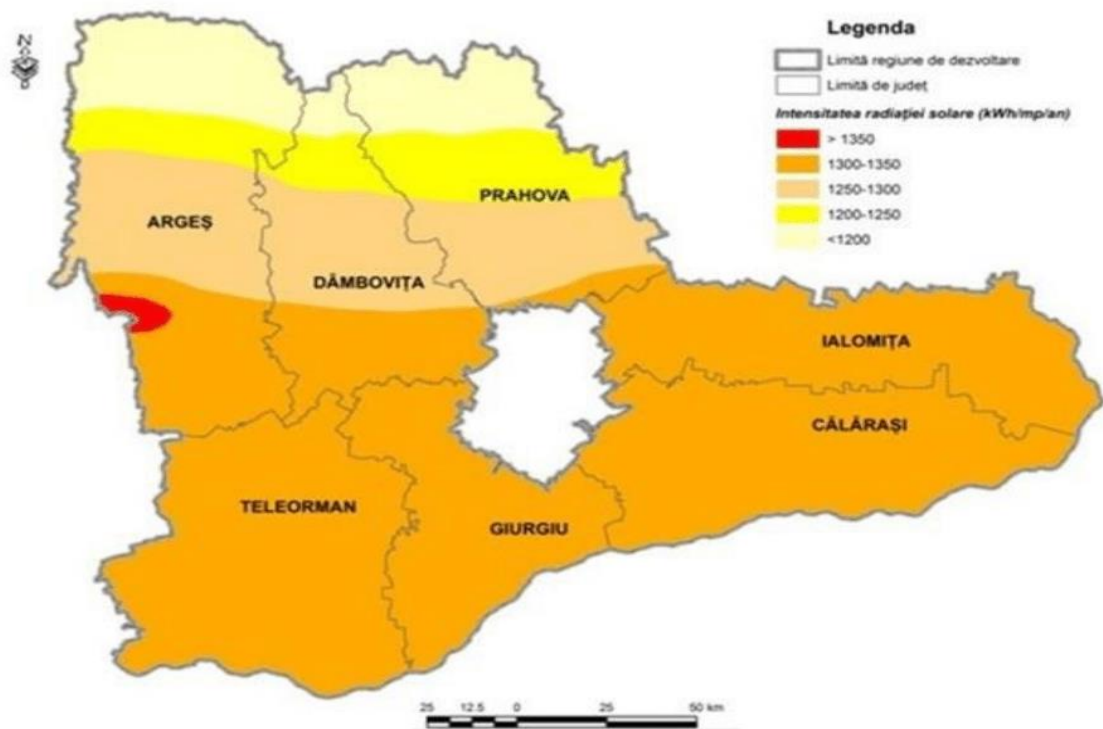 N
Legenda
Limită regiune de dezvoltare
Limită de județ
Intensitatea radiației solare (kWh/mp/an)
> 1350
1300-1350
1250-1300
1200-1250
<1200
PRAHOVA
ARGEȘ
DÂMBOVIȚA
IALOMIȚA
CĂLĂRAȘI
TELEORMAN
GIURGIU
25 12.5 0 25 50 km